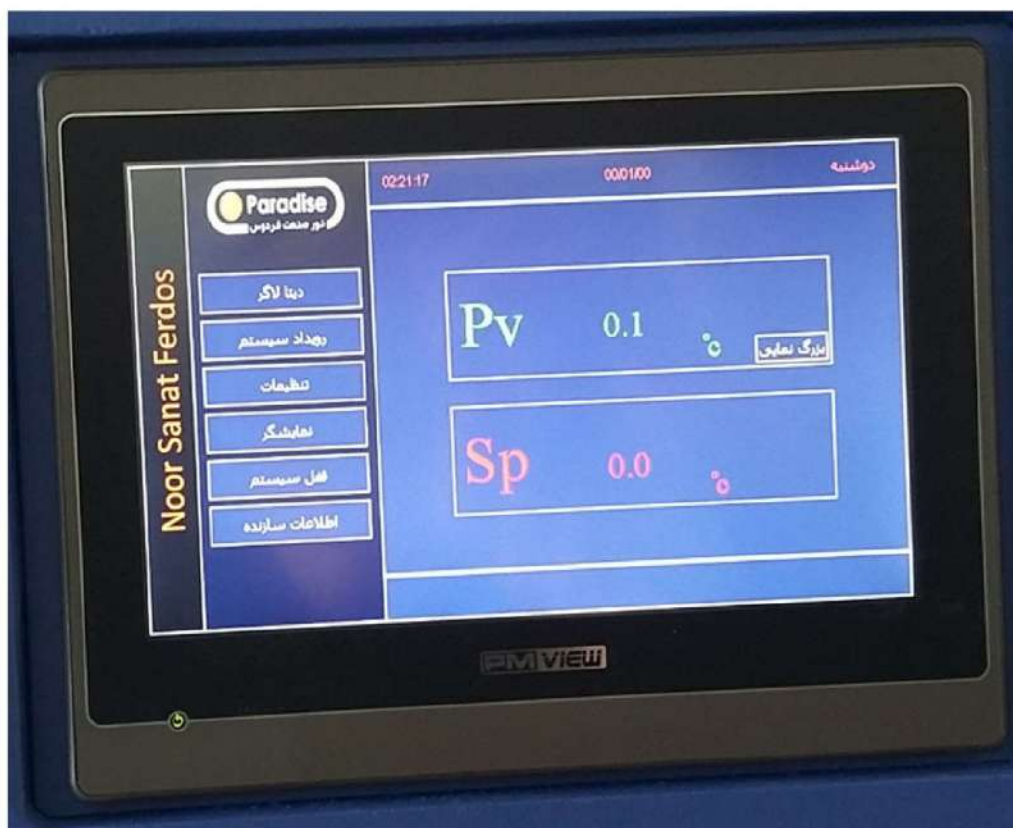 Noor Sanat Ferdos
Paradise
نور صنعت فردوس
02:21:17 00/01/00 دوشنبه
دیتا لاگر
رویداد سیستم
تنظیمات
نمایشگر
قفل سیستم
اطلاعات سازنده
Pv 0.1 °c
بزرگ نمایی
Sp 0.0 °c
PM VIEW